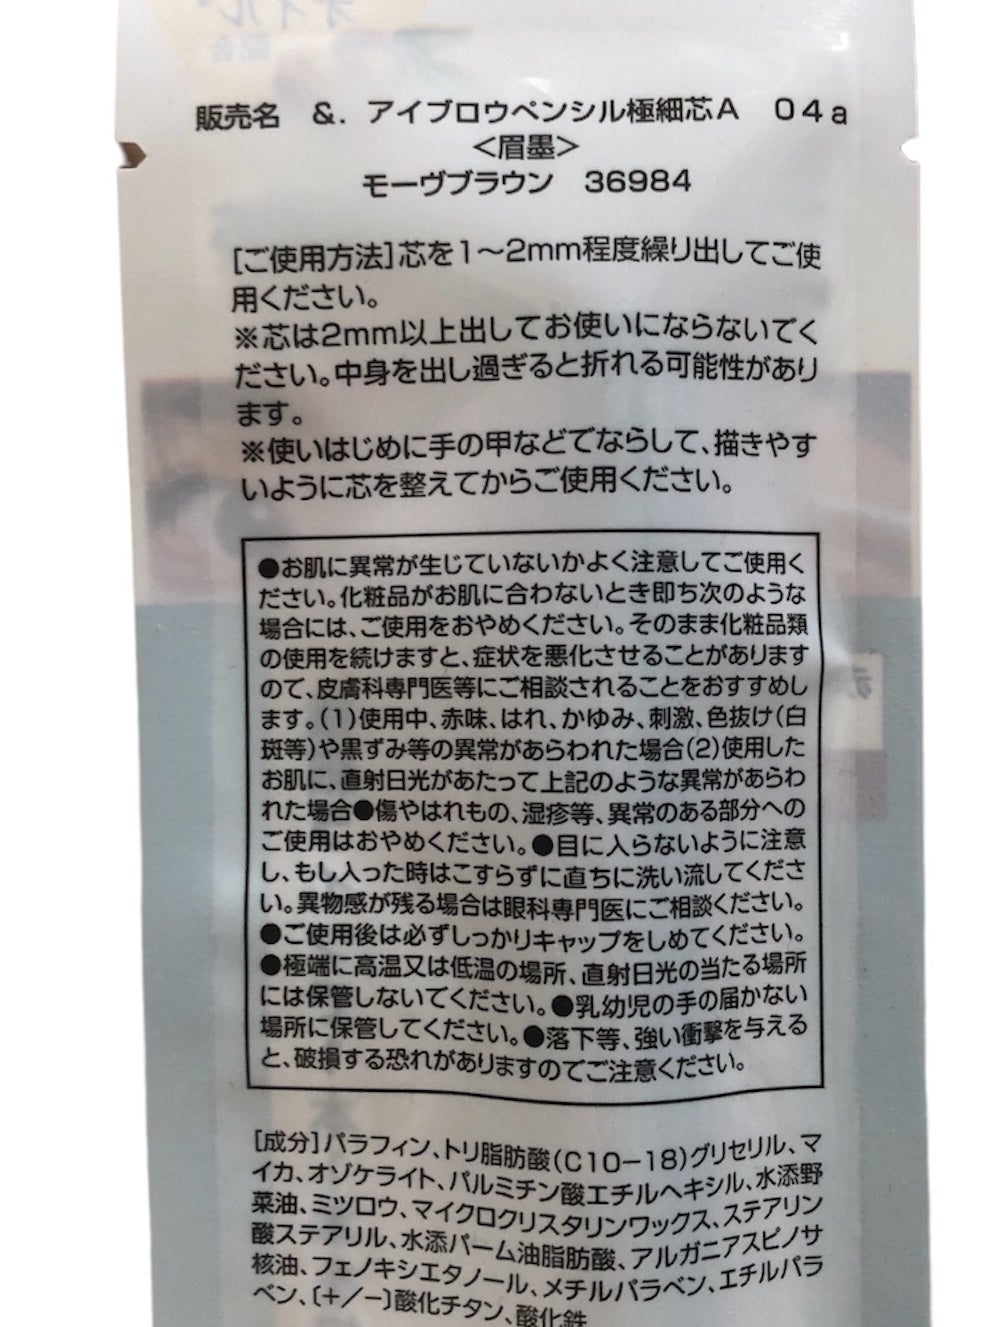 オイル
配合
販売名 &. アイブロウペンシル極細芯A 04a
<眉墨>
モーヴブラウン 36984
[ご使用方法]芯を1〜2mm程度繰り出してご使
用ください。
※芯は2mm以上出してお使いにならないでく
ださい。中身を出し過ぎると折れる可能性があり
ます。
※使いはじめに手の甲などでならして、描きやす
いように芯を整えてからご使用ください。
●お肌に異常が生じていないかよく注意してご使用く
ださい。化粧品がお肌に合わないとき即ち次のような
場合には、ご使用をおやめください。そのまま化粧品類
の使用を続けますと、症状を悪化させることがあります
ので、皮膚科専門医等にご相談されることをおすすめし
ます。(1)使用中、赤味、はれ、かゆみ、刺激、色抜け(白
斑等)や黒ずみ等の異常があらわれた場合(2)使用した
お肌に、直射日光があたって上記のような異常があらわ
れた場合●傷やはれもの、湿疹等、異常のある部分への
ご使用はおやめください。●目に入らないように注意
し、もし入った時はこすらずに直ちに洗い流してくださ
い。異物感が残る場合は眼科専門医にご相談ください。
●ご使用後は必ずしっかりキャップをしめてください。
●極端に高温又は低温の場所、直射日光の当たる場所
には保管しないでください。●乳幼児の手の届かない
場所に保管してください。●落下等、強い衝撃を与える
と、破損する恐れがありますのでご注意ください。
[成分]パラフィン、トリ脂肪酸(C10−18)グリセリル、マ
イカ、オゾケライト、パルミチン酸エチルヘキシル、水添野
菜油、ミツロウ、マイクロクリスタリンワックス、ステアリン
酸ステアリル、水添パーム油脂肪酸、アルガニアスピノサ
核油、フェノキシエタノール、メチルパラベン、エチルパラ
ベン、(+/−)酸化チタン、酸化鉄